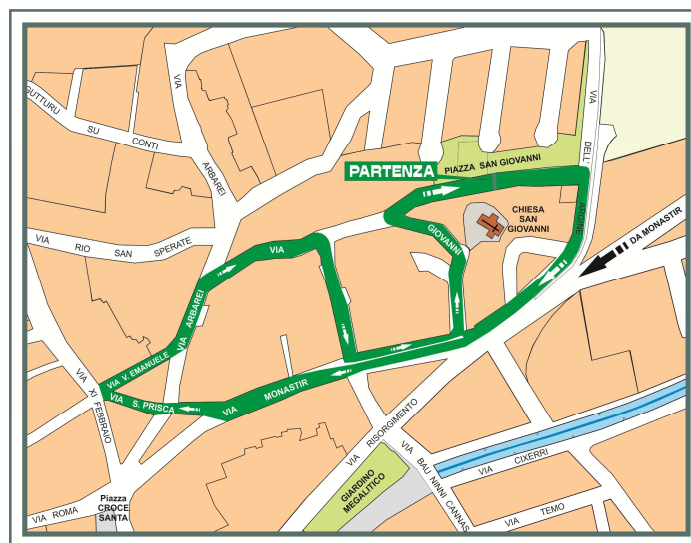 GUTTURU
SU
CONTI
VIA
ARBAREI
VIA
DELL'
ARGINE
PARTENZA
PIAZZA SAN GIOVANNI
CHIESA
SAN
GIOVANNI
GIOVANNI
DA MONASTIR
VIA RIO SAN SPERATE
VIA
VIA ARBAREI
VIA V. EMANUELE
VIA S. PRISCA
VIA MONASTIR
VIA XI FEBBRAIO
VIA RISORGIMENTO
VIA BAU NINNI CANNAS
VIA CIXERRI
GIARDINO
MEGALITICO
VIA TEMO
Piazza
CROCE
SANTA
VIA ROMA